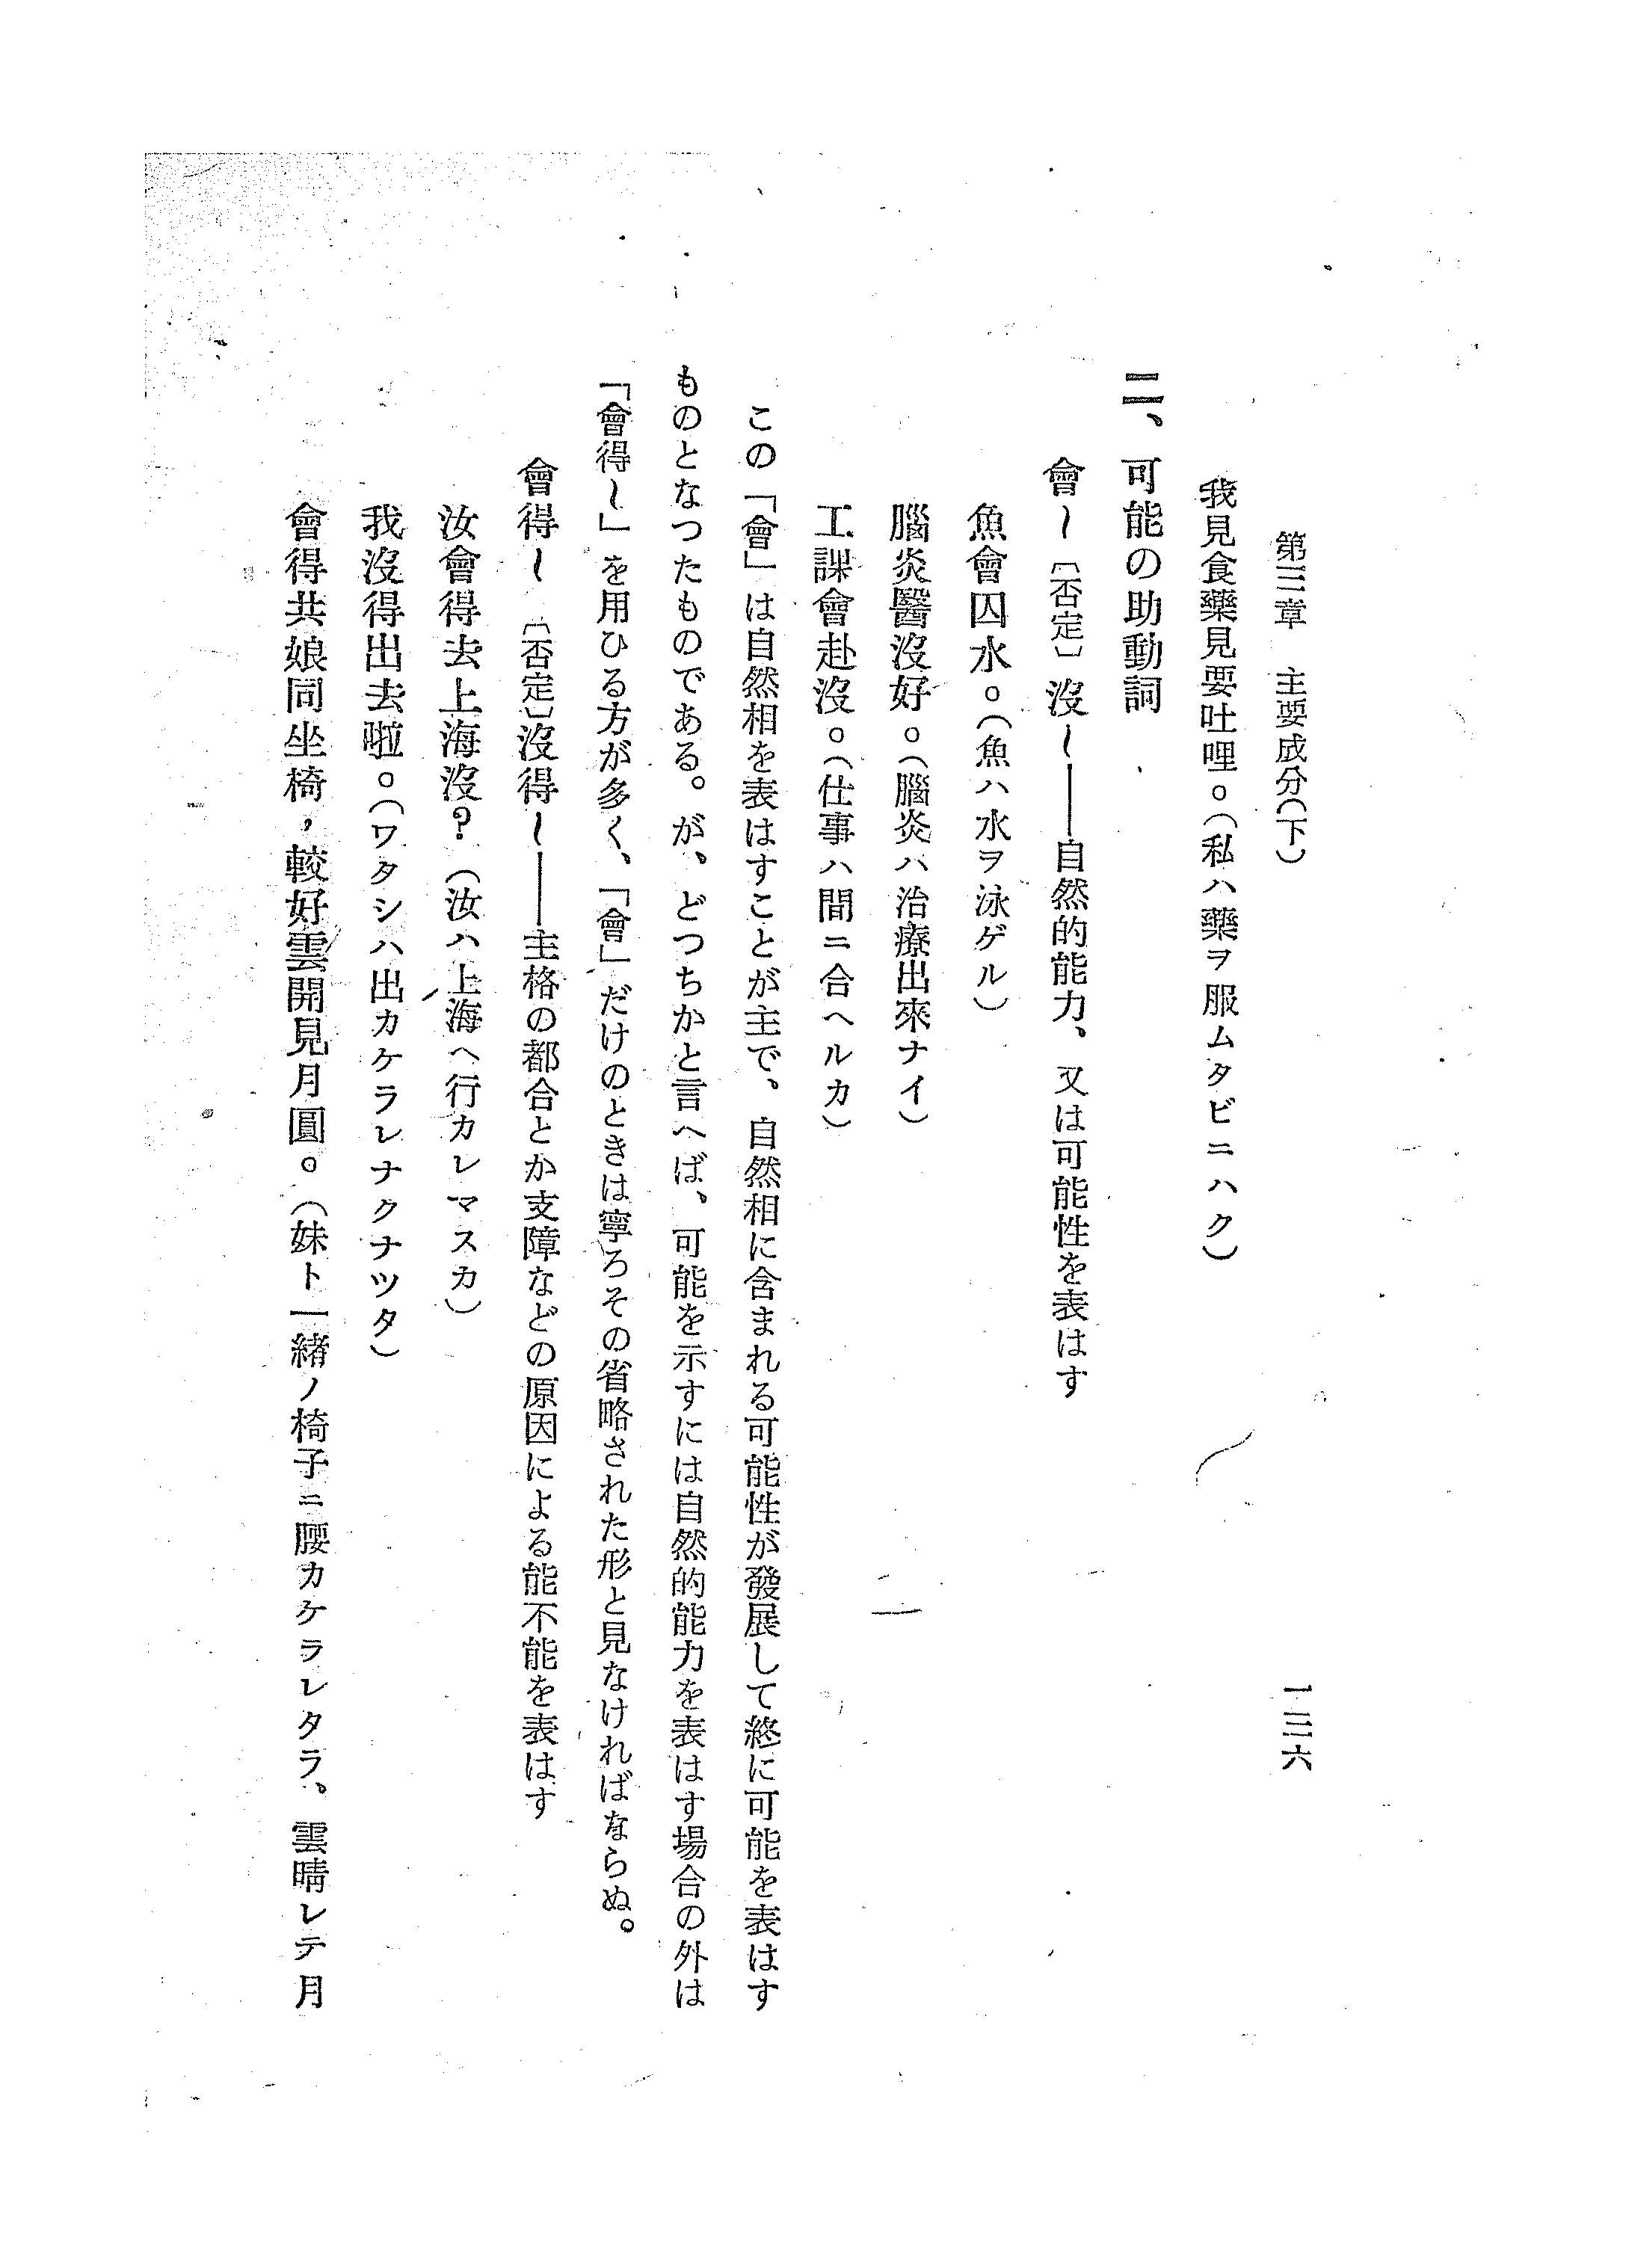 第三章　主要成分(下)
一三六
我見食藥見要吐哩。(私ハ藥ヲ服ムタビニハク)
二、可能の助動詞
會〜〔否定〕沒〜――自然的能力、又は可能性を表はす
魚會囚水。(魚ハ水ヲ泳ゲル)
腦炎醫沒好。(腦炎ハ治療出來ナイ)
工課會赴沒。(仕事ハ間ニ合ヘルカ)
この「會」は自然相を表はすことが主で、自然相に含まれる可能性が發展して終に可能を表はす
ものとなつたものである。が、どつちかと言へば、可能を示すには自然的能力を表はす場合の外は
「會得〜」を用ひる方が多く、「會」だけのときは寧ろその省略された形と見なければならぬ。
會得〜〔否定〕沒得〜――主格の都合とか支障などの原因による能不能を表はす
汝會得去上海沒？(汝ハ上海ヘ行カレマスカ)
我沒得出去啦。(ワタシハ出カケラレナクナツタ)
會得共娘同坐椅，較好雲開見月圓。(妹ト一緒ノ椅子ニ腰カケラレタラ、雲晴レテ月